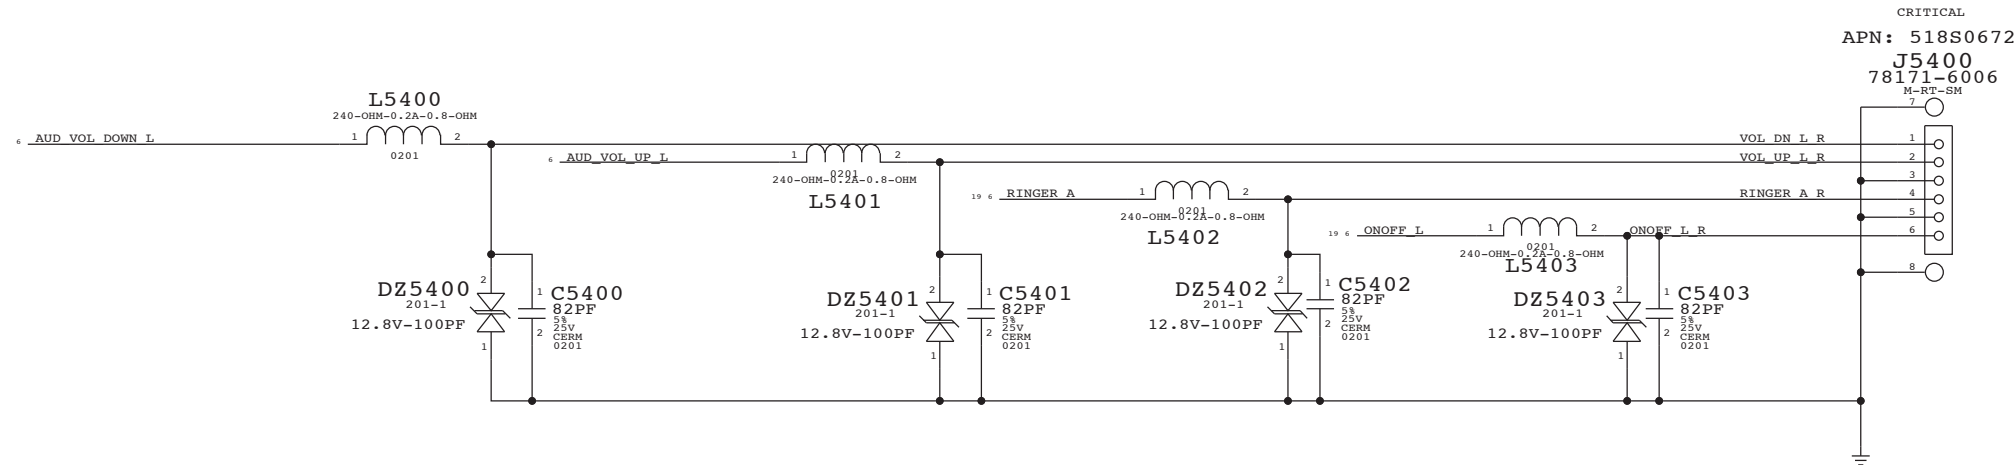 CRITICAL
APN: 518S0672
J5400
78171-6006
M-RT-SM
7
L5400
240-OHM-0.2A-0.8-OHM
6 AUD_VOL_DOWN_L
1 2
0201
VOL_DN_L_R
1
6 AUD_VOL_UP_L
1 2
0201
240-OHM-0.2A-0.8-OHM
L5401
VOL_UP_L_R
2
3
19 6 RINGER_A
1 2
0201
240-OHM-0.2A-0.8-OHM
L5402
RINGER_A_R
4
5
19 6 ONOFF_L
1 2
0201
240-OHM-0.2A-0.8-OHM
L5403
ONOFF_L_R
6
8
2
DZ5400
201-1
12.8V-100PF
1
1
C5400
82PF
5%
25V
CERM
0201
2
2
DZ5401
201-1
12.8V-100PF
1
1
C5401
82PF
5%
25V
CERM
0201
2
2
DZ5402
201-1
12.8V-100PF
1
1
C5402
82PF
5%
25V
CERM
0201
2
2
DZ5403
201-1
12.8V-100PF
1
1
C5403
82PF
5%
25V
CERM
0201
2